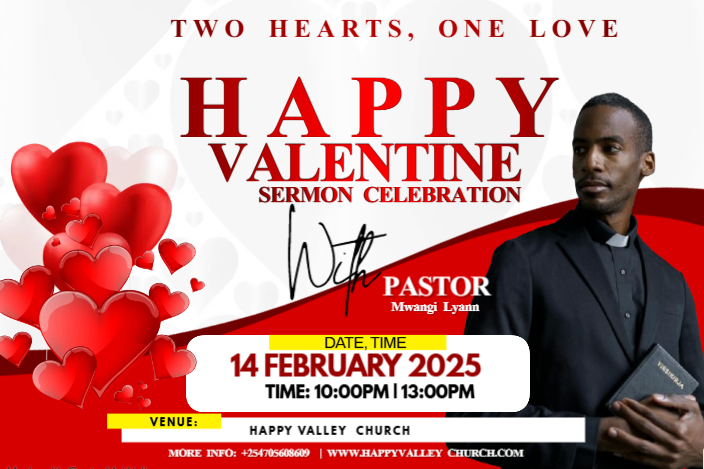 TWO HEARTS, ONE LOVE
HAPPY
VALENTINE
SERMON CELEBRATION
With
PASTOR
Mwangi Lyann
DATE, TIME
14 FEBRUARY 2025
TIME: 10:00PM | 13:00PM
VENUE:
HAPPY VALLEY CHURCH
MORE INFO: +254705608609 | WWW.HAPPYVALLEY CHURCH.COM